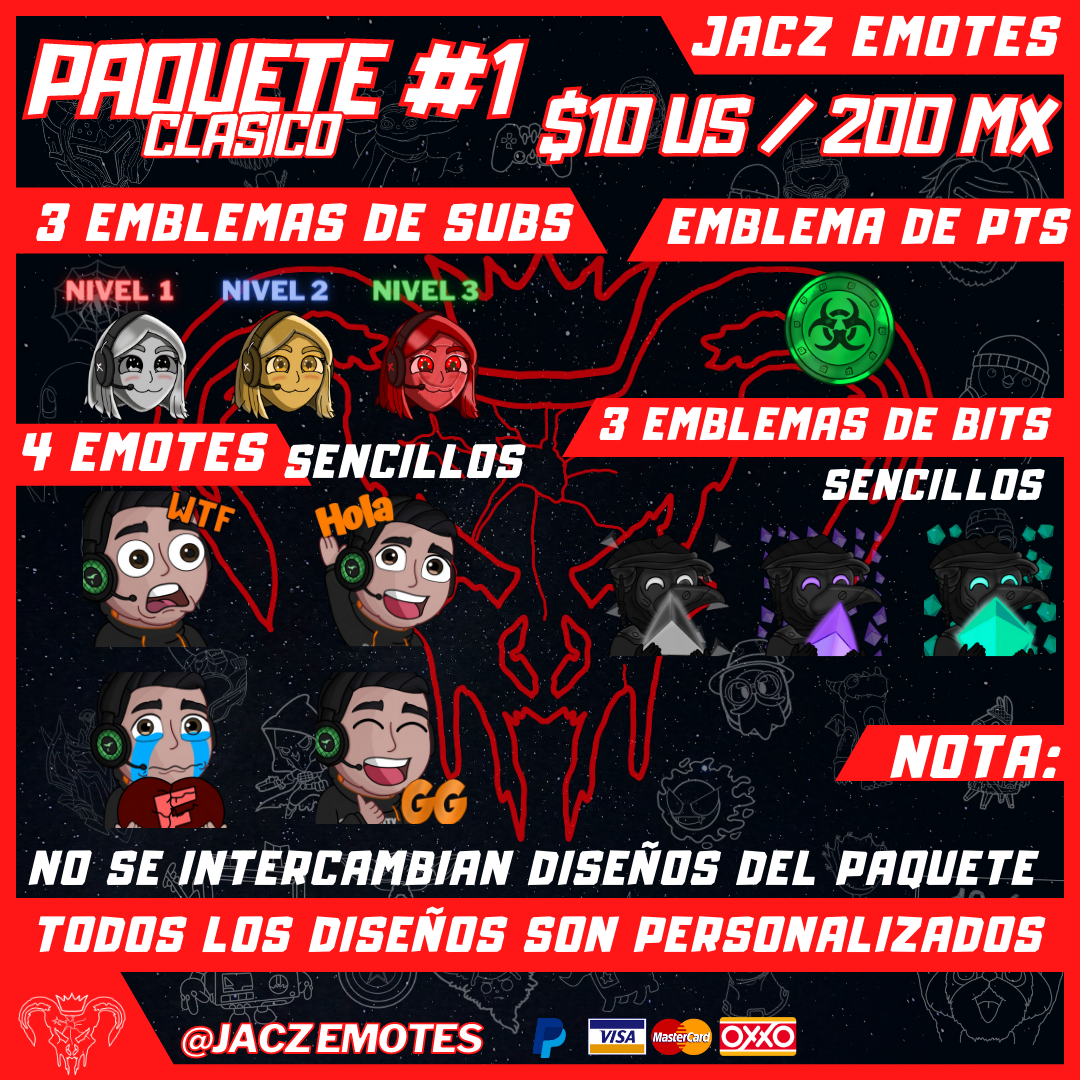 JACZ EMOTES
PAQUETE #1
CLASICO
$10 US / 200 MX
3 EMBLEMAS DE SUBS
EMBLEMA DE PTS
NIVEL 1
NIVEL 2
NIVEL 3
4 EMOTES
SENCILLOS
3 EMBLEMAS DE BITS
SENCILLOS
WTF
Hola
F
GG
NOTA:
NO SE INTERCAMBIAN DISEÑOS DEL PAQUETE
TODOS LOS DISEÑOS SON PERSONALIZADOS
@JACZ EMOTES
VISA
MasterCard
OXXO